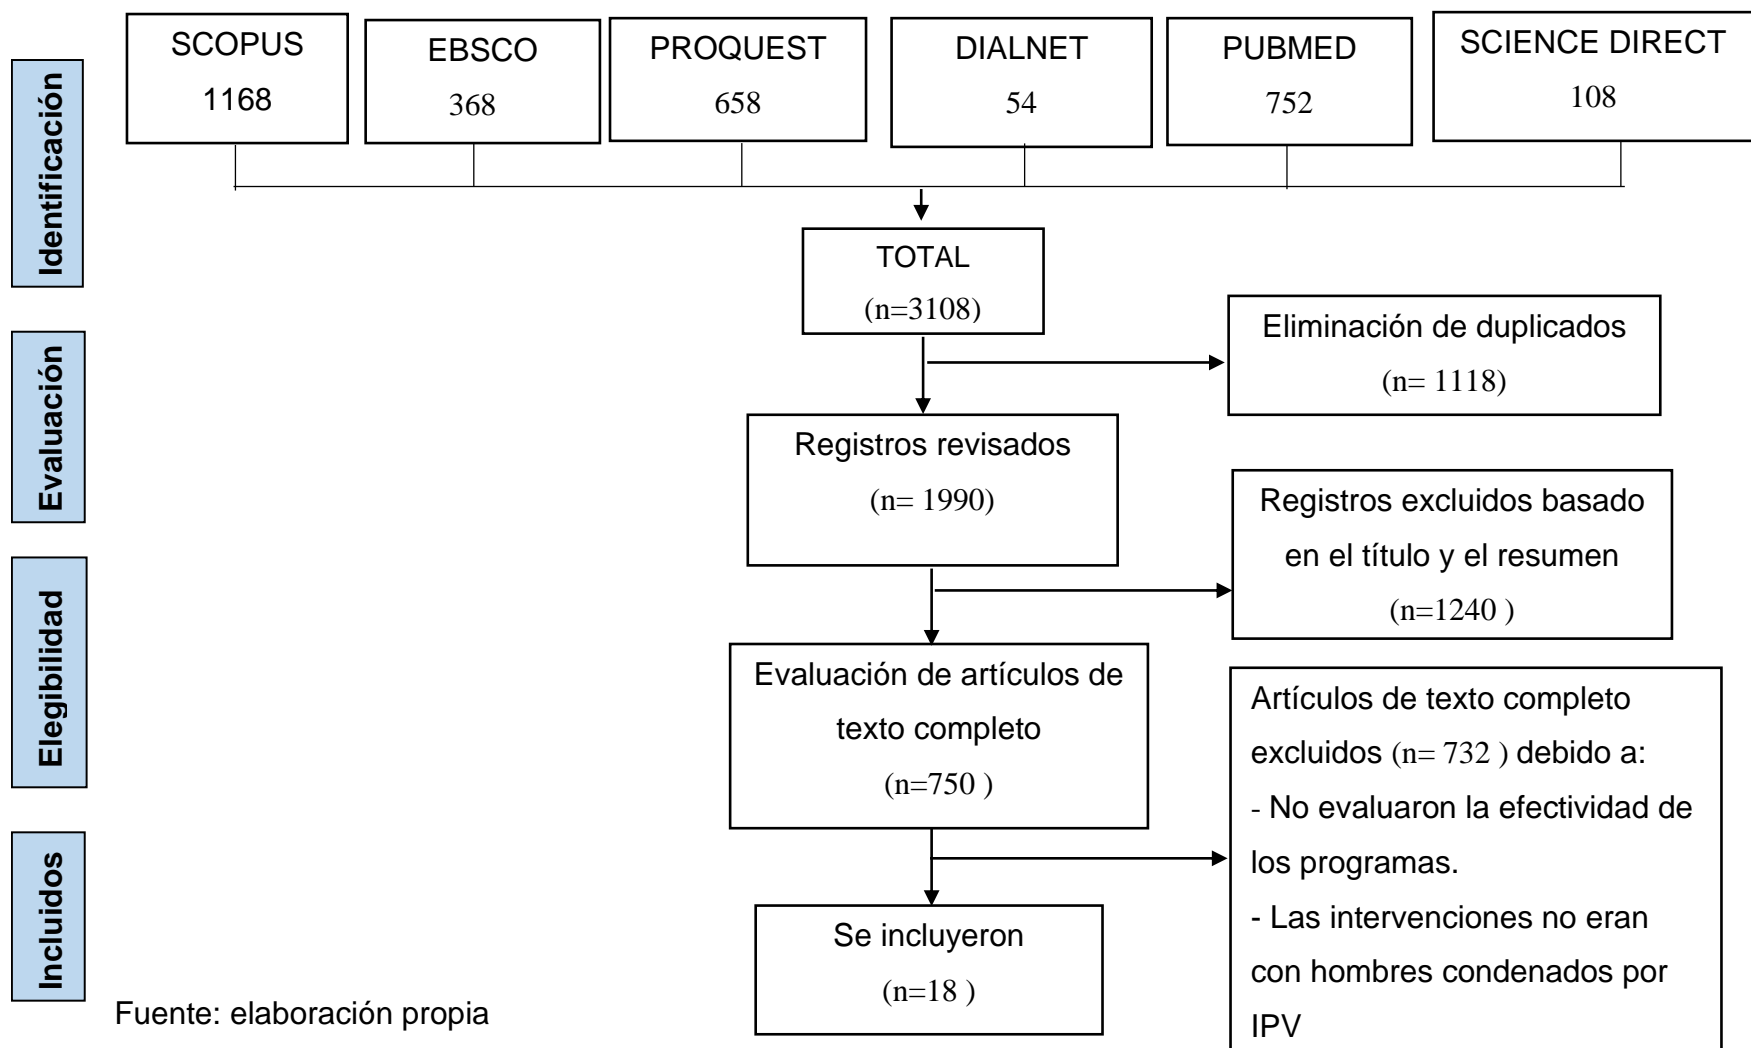 SCOPUS
1168
EBSCO
368
PROQUEST
658
DIALNET
54
PUBMED
752
SCIENCE DIRECT
108
Identificación
TOTAL
(n=3108)
Eliminación de duplicados
(n= 1118)
Evaluación
Registros revisados
(n= 1990)
Registros excluidos basado
en el título y el resumen
(n=1240 )
Elegibilidad
Evaluación de artículos de
texto completo
(n=750 )
Artículos de texto completo
excluidos (n= 732 ) debido a:
- No evaluaron la efectividad de
los programas.
- Las intervenciones no eran
con hombres condenados por
IPV
Incluidos
Se incluyeron
(n=18 )
Fuente: elaboración propia